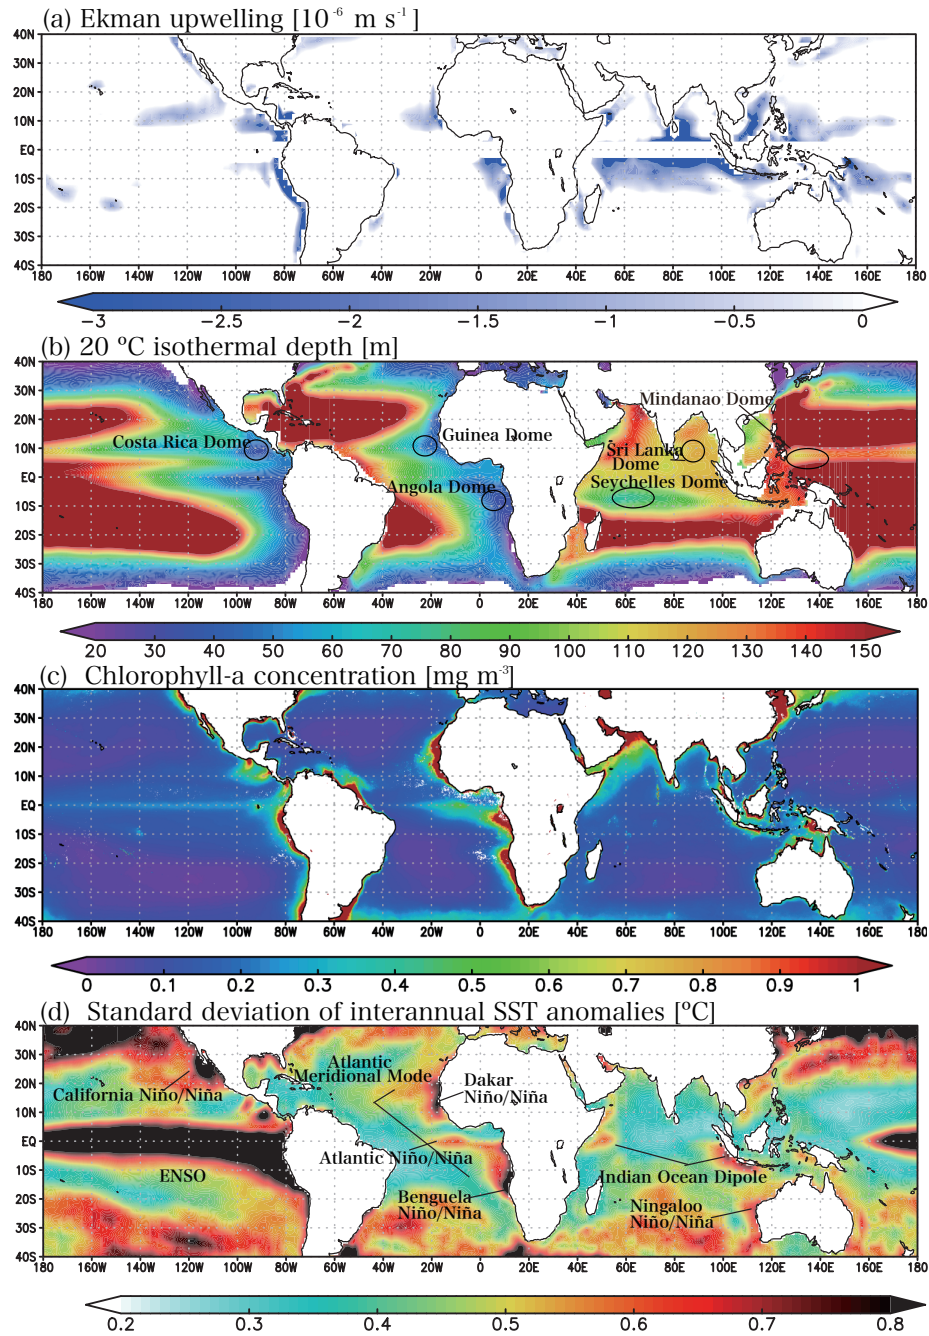 (a) Ekman upwelling [10⁻⁶ m s⁻¹]
40N
30N
20N
10N
EQ
10S
20S
30S
40S
180 160W 140W 120W 100W 80W 60W 40W 20W 0 20E 40E 60E 80E 100E 120E 140E 160E 180
−3 −2.5 −2 −1.5 −1 −0.5 0
(b) 20 ºC isothermal depth [m]
40N
30N
20N
10N
EQ
10S
20S
30S
40S
Mindanao Dome
Costa Rica Dome
Guinea Dome
Sri Lanka
Dome
Angola Dome
Seychelles Dome
180 160W 140W 120W 100W 80W 60W 40W 20W 0 20E 40E 60E 80E 100E 120E 140E 160E 180
20 30 40 50 60 70 80 90 100 110 120 130 140 150
(c) Chlorophyll-a concentration [mg m⁻³]
40N
30N
20N
10N
EQ
10S
20S
30S
40S
180 160W 140W 120W 100W 80W 60W 40W 20W 0 20E 40E 60E 80E 100E 120E 140E 160E 180
0 0.1 0.2 0.3 0.4 0.5 0.6 0.7 0.8 0.9 1
(d) Standard deviation of interannual SST anomalies [ºC]
40N
30N
20N
10N
EQ
10S
20S
30S
40S
Atlantic
Meridional Mode
California Niño/Niña
Dakar
Niño/Niña
Atlantic Niño/Niña
ENSO
Indian Ocean Dipole
Benguela
Niño/Niña
Ningaloo
Niño/Niña
180 160W 140W 120W 100W 80W 60W 40W 20W 0 20E 40E 60E 80E 100E 120E 140E 160E 180
0.2 0.3 0.4 0.5 0.6 0.7 0.8